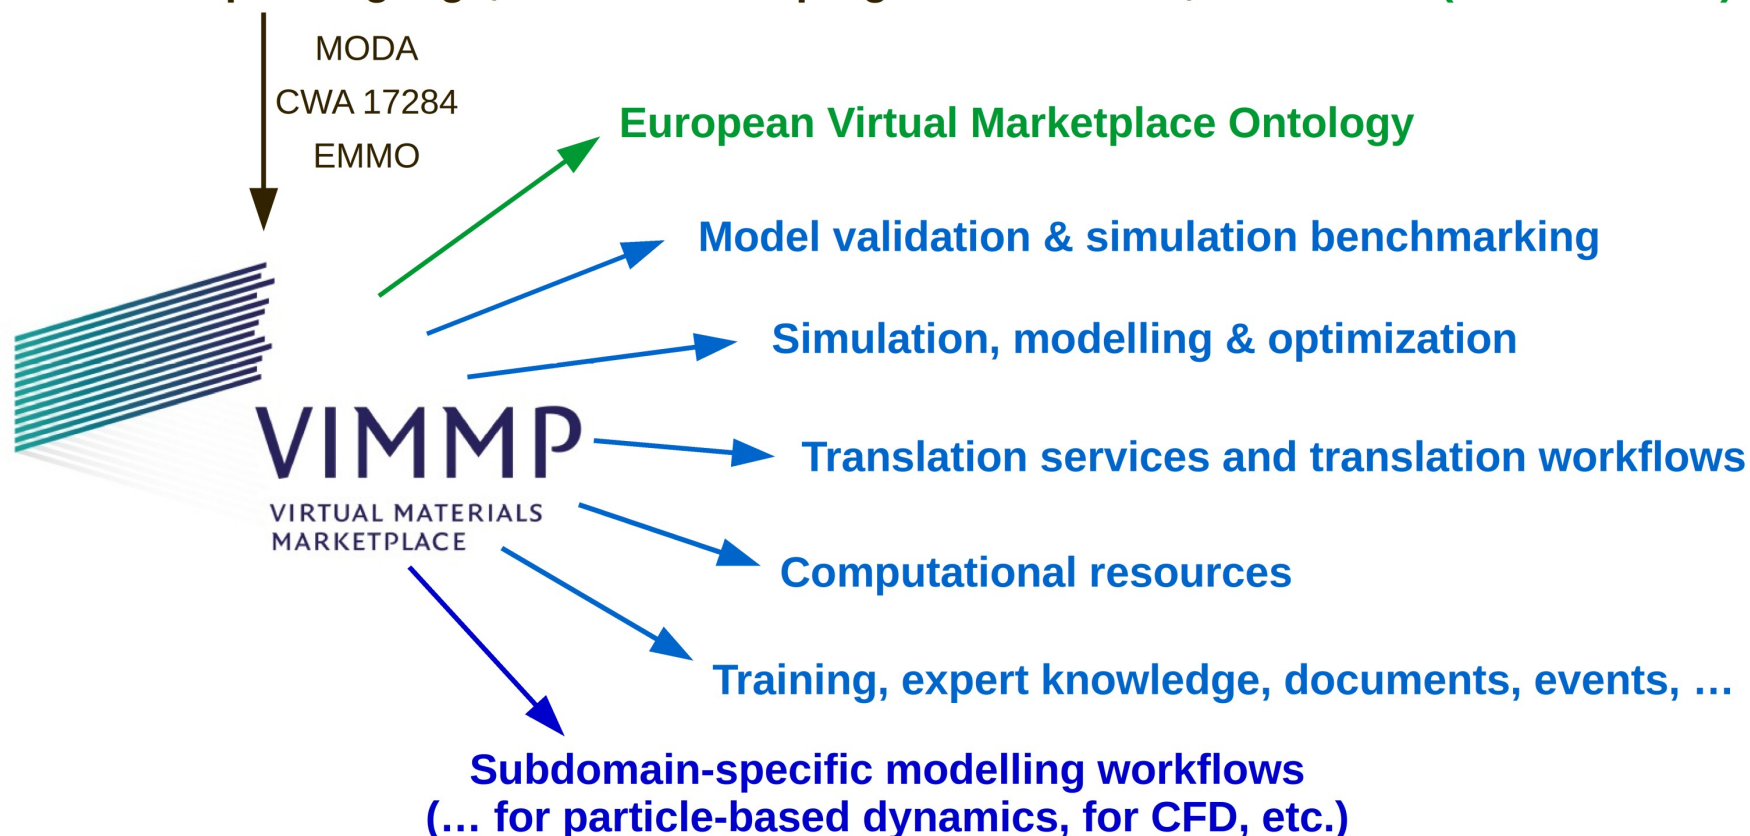 MODA
CWA 17284
EMMO
European Virtual Marketplace Ontology
Model validation & simulation benchmarking
Simulation, modelling & optimization
VIMMP
Translation services and translation workflows
VIRTUAL MATERIALS
MARKETPLACE
Computational resources
Training, expert knowledge, documents, events, …
Subdomain-specific modelling workflows
(… for particle-based dynamics, for CFD, etc.)